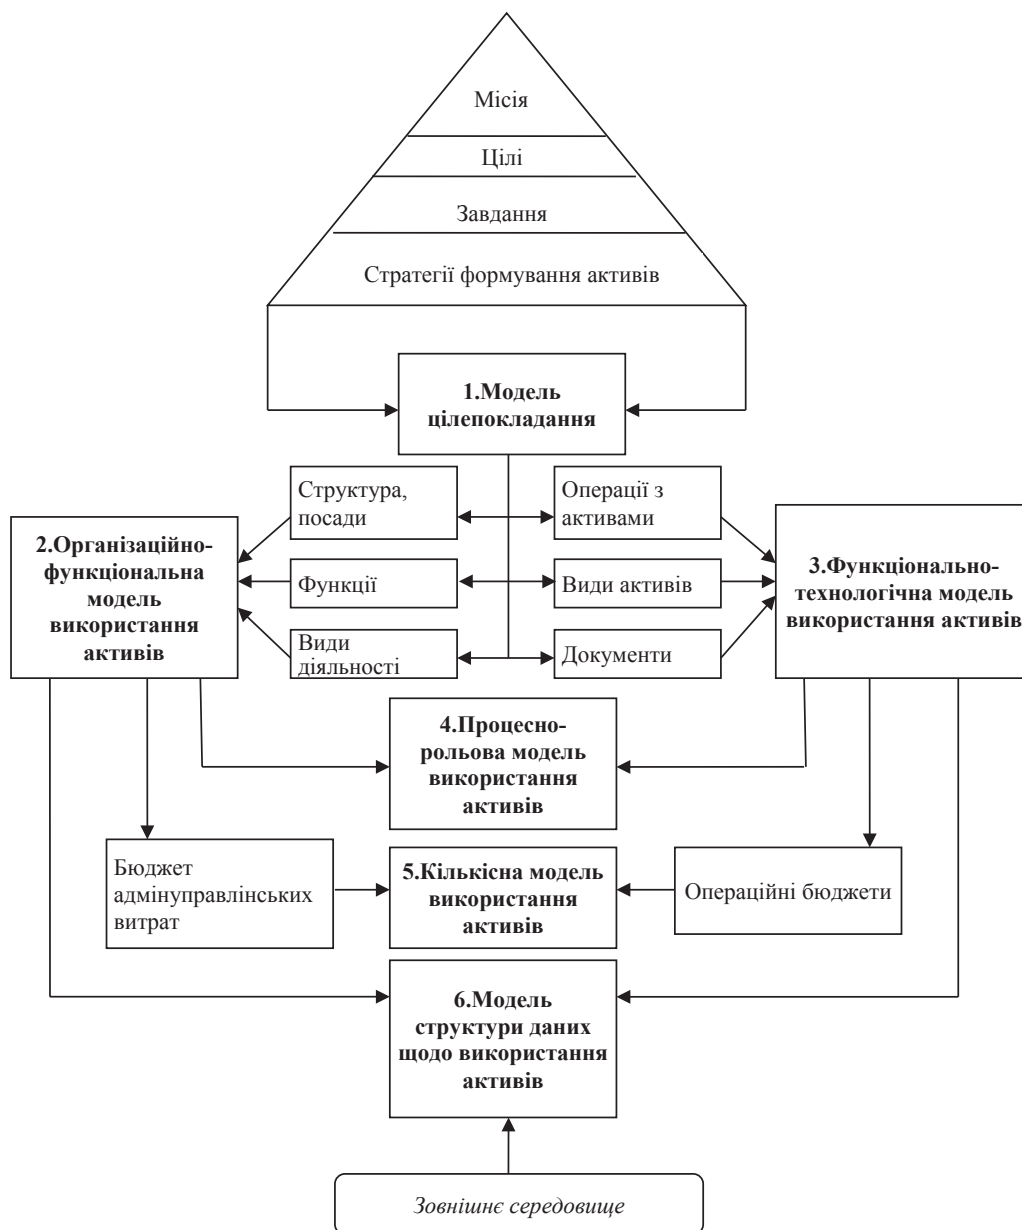 Місія
Цілі
Завдання
Стратегії формування активів
1.Модель
цілепокладання
Структура,
посади
Операції з
активами
2.Організаційно-
функціональна
модель
використання
активів
Функції
Види активів
3.Функціонально-
технологічна модель
використання активів
Види
діяльності
Документи
4.Процесно-
рольова модель
використання
активів
Бюджет
адмінуправлінських
витрат
5.Кількісна модель
використання
активів
Операційні бюджети
6.Модель
структури даних
щодо використання
активів
Зовнішнє середовище